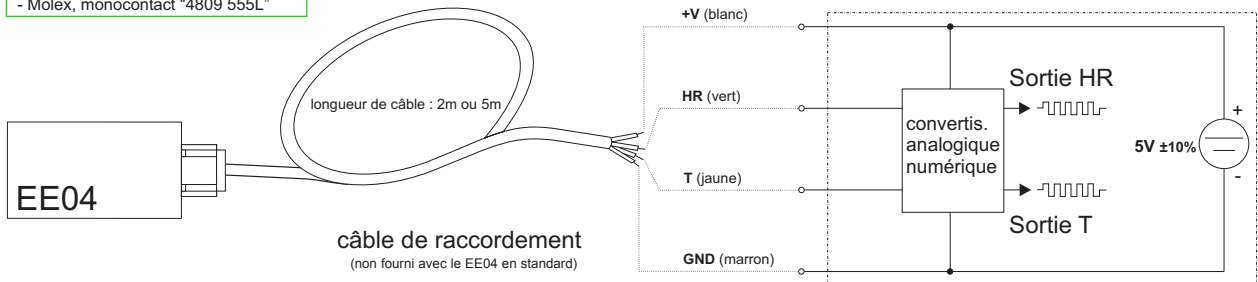 - Molex, monocontact “4809 555L”
+V (blanc)
longueur de câble : 2m ou 5m
HR (vert)
Sortie HR
convertis.
analogique
numérique
+
5V ±10%
-
EE04
T (jaune)
Sortie T
câble de raccordement
(non fourni avec le EE04 en standard)
GND (marron)